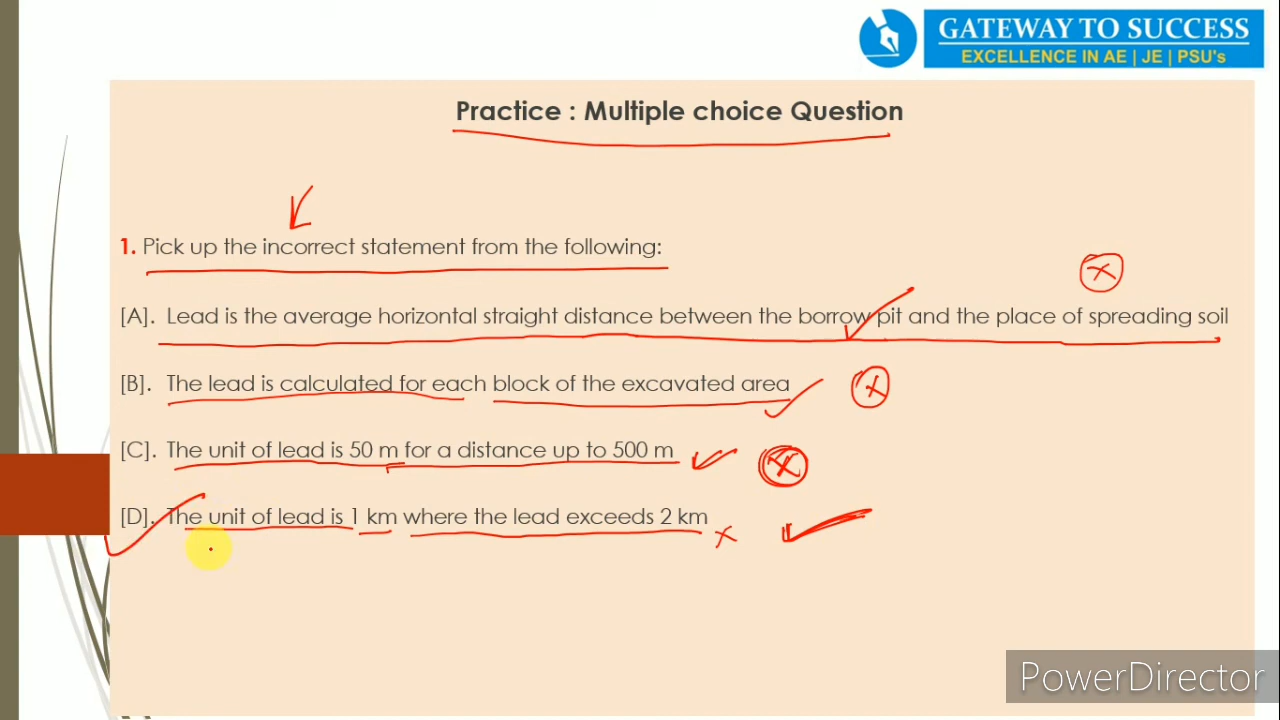 GATEWAY TO SUCCESS
EXCELLENCE IN AE | JE | PSU's
Practice : Multiple choice Question
1. Pick up the incorrect statement from the following:
[A]. Lead is the average horizontal straight distance between the borrow pit and the place of spreading soil
[B]. The lead is calculated for each block of the excavated area
[C]. The unit of lead is 50 m for a distance up to 500 m
[D]. The unit of lead is 1 km where the lead exceeds 2 km
PowerDirector